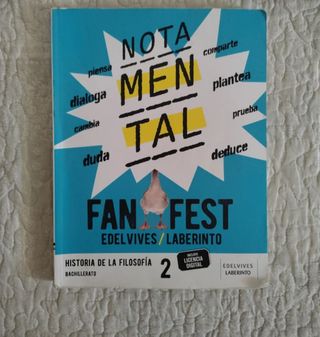 NOTA
MEN
TAL
piensa
dialoga
cambia
duda
comparte
plantea
prueba
deduce
FAN FEST
EDELVIVES / LABERINTO
HISTORIA DE LA FILOSOFÍA 2
BACHILLERATO
INCLUYE
LICENCIA
DIGITAL
EDELVIVES
LABERINTO